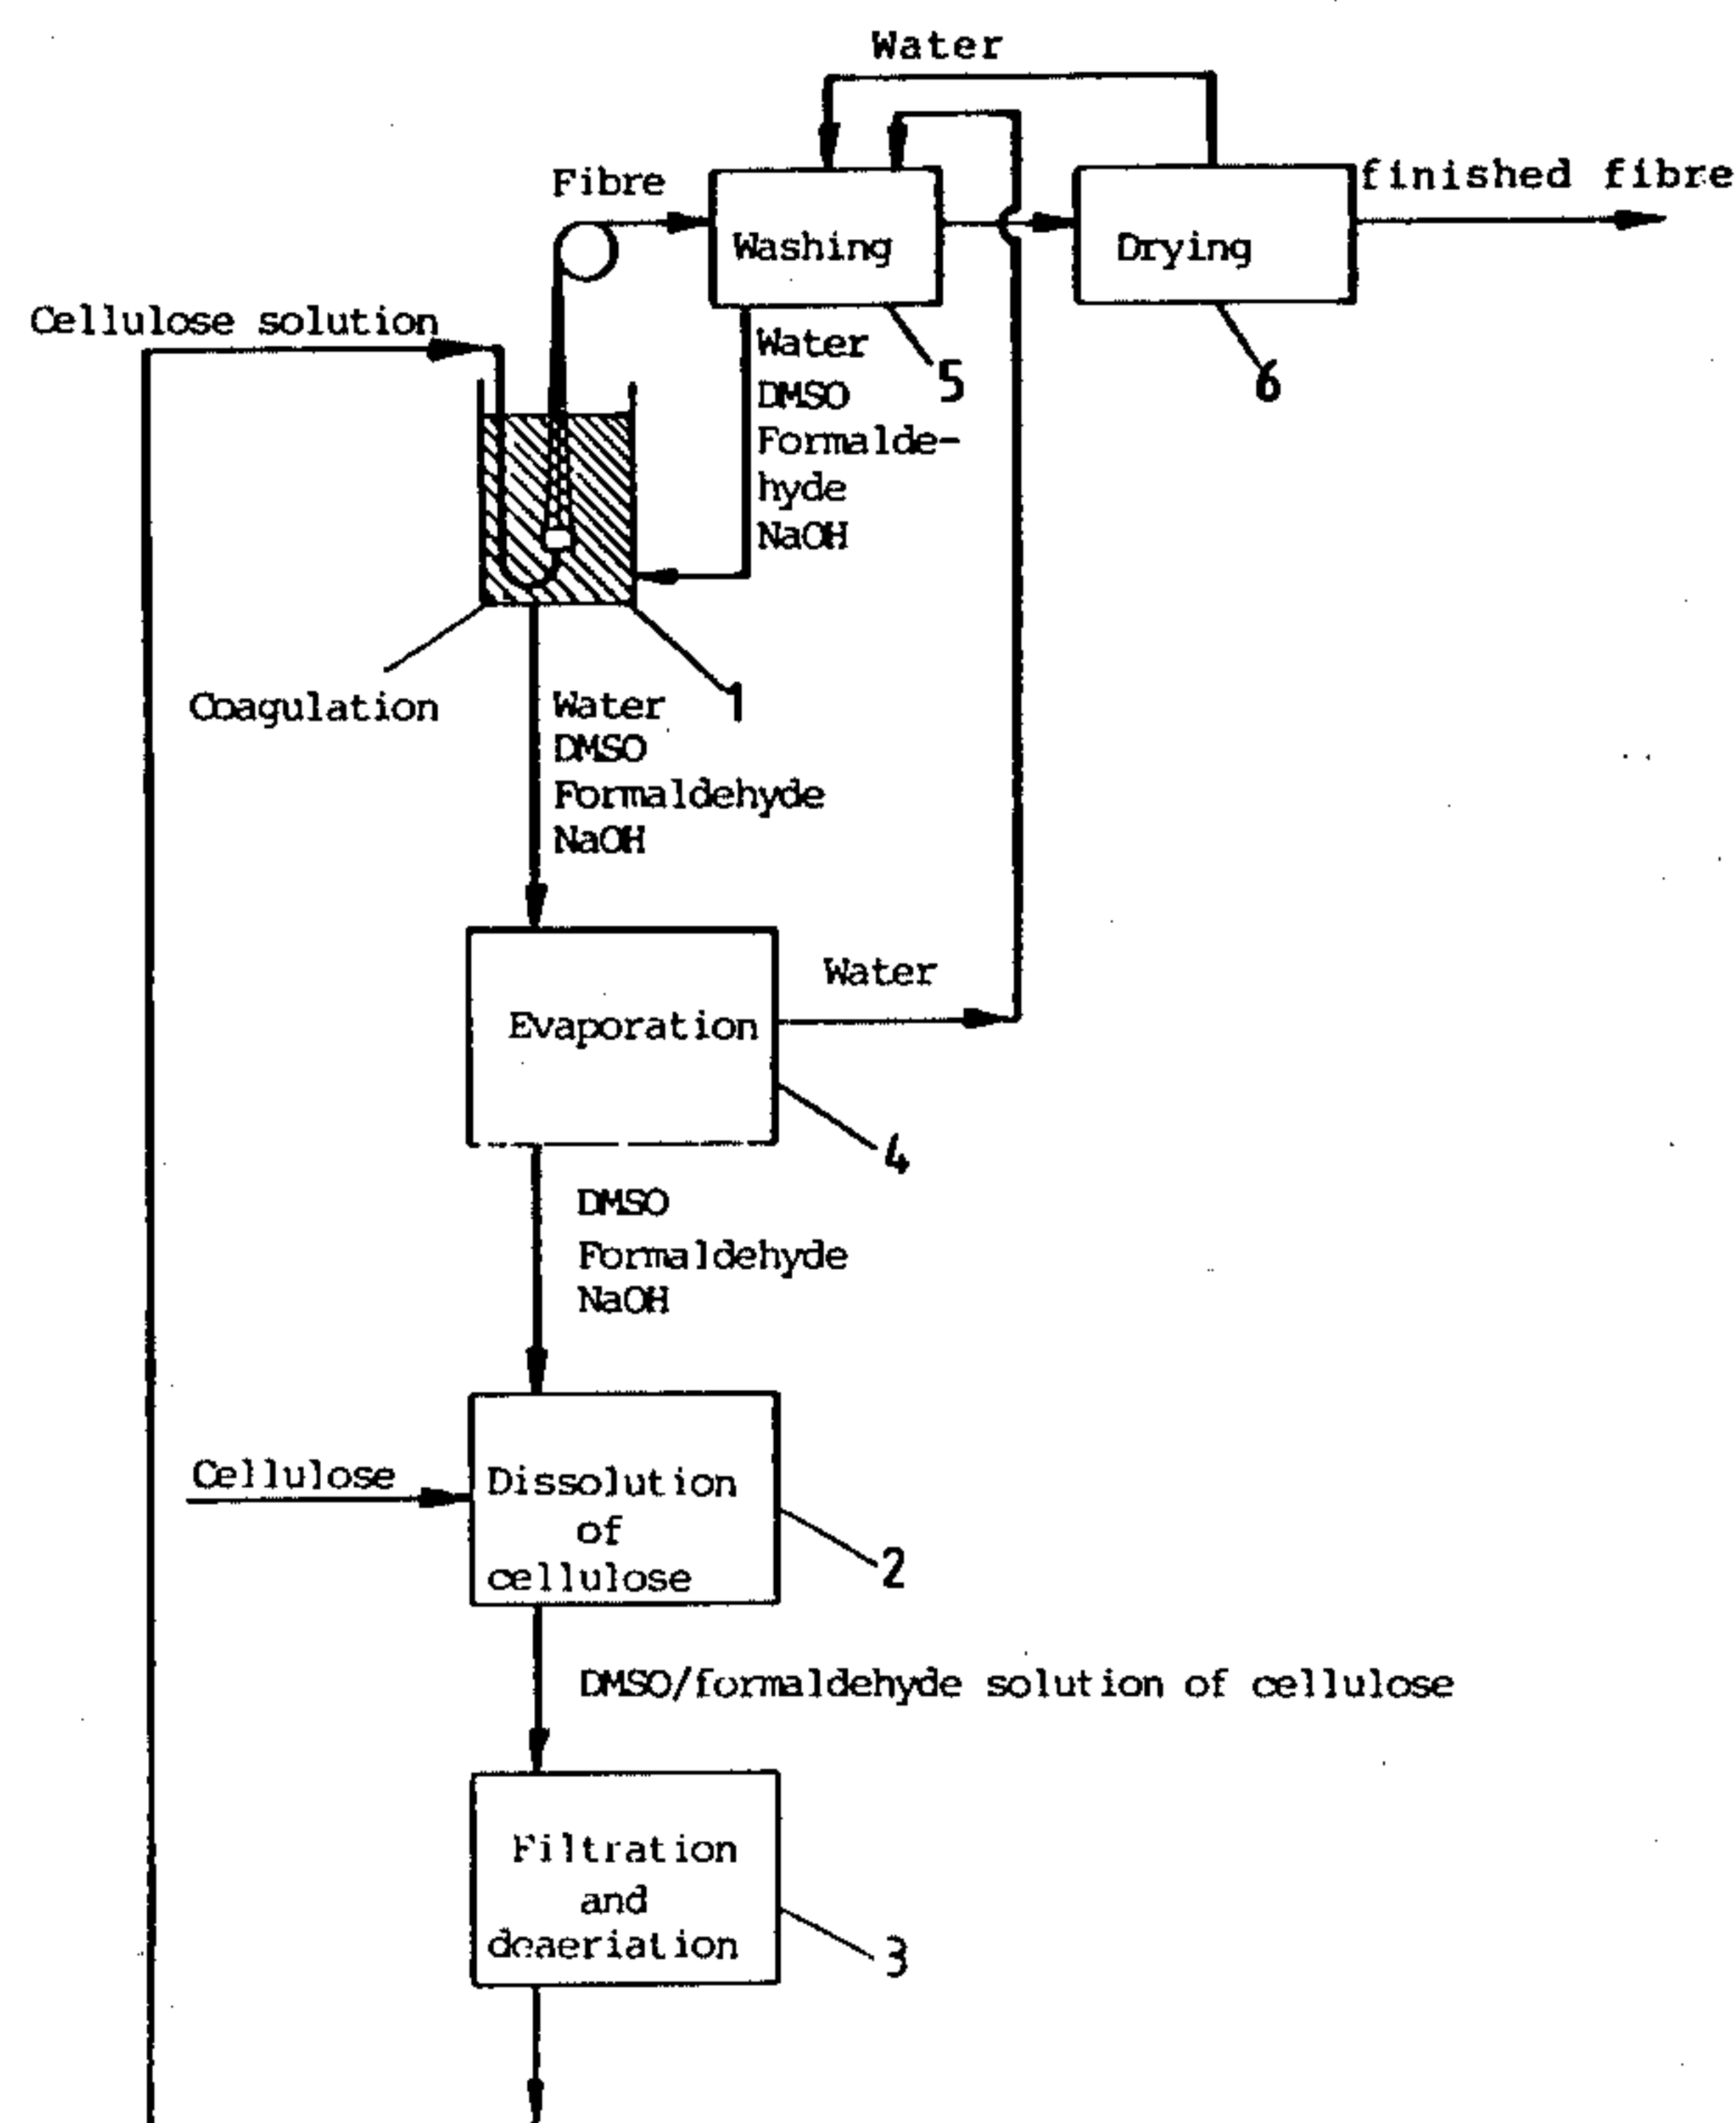 Water
Fibre
finished fibre
Washing
Drying
Cellulose solution
5
6
Water
DMSO
Formalde-
hyde
NaOH
Coagulation
1
Water
DMSO
Formaldehyde
NaOH
Water
Evaporation
4
DMSO
Formaldehyde
NaOH
Cellulose
Dissolution
of
cellulose
2
DMSO/formaldehyde solution of cellulose
Filtration
and
deaeriation
3